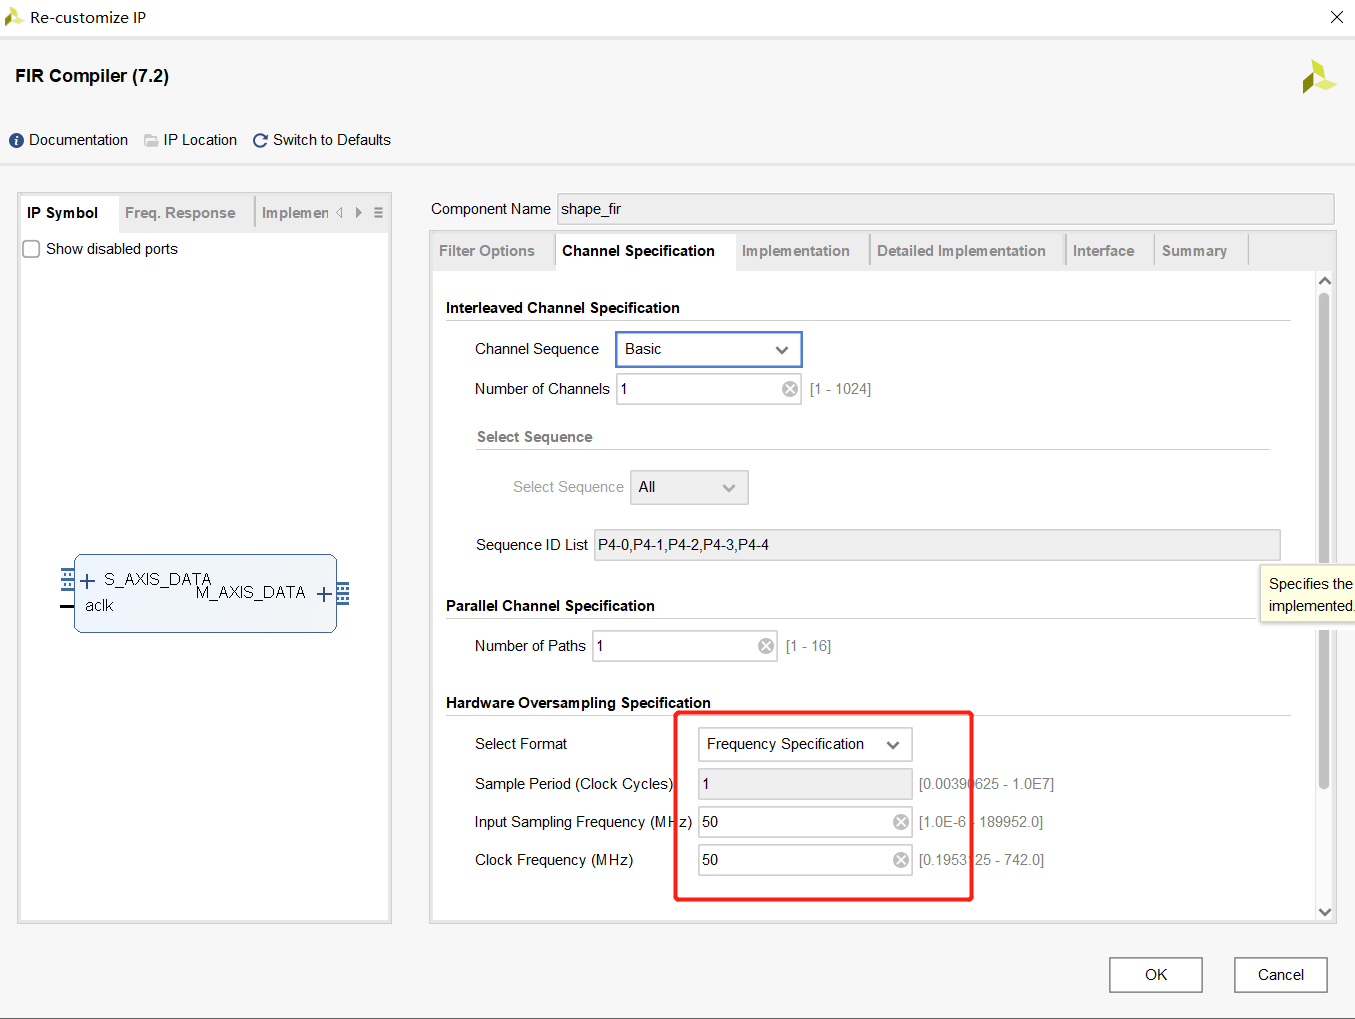 Re-customize IP
FIR Compiler (7.2)
Documentation IP Location Switch to Defaults
IP Symbol Freq. Response Implemen
Show disabled ports
S_AXIS_DATA
M_AXIS_DATA
aclk
Component Name shape_fir
Filter Options Channel Specification Implementation Detailed Implementation Interface Summary
Interleaved Channel Specification
Channel Sequence Basic
Number of Channels 1 [1 - 1024]
Select Sequence
Select Sequence All
Sequence ID List P4-0,P4-1,P4-2,P4-3,P4-4
Specifies the
implemented.
Parallel Channel Specification
Number of Paths 1 [1 - 16]
Hardware Oversampling Specification
Select Format Frequency Specification
Sample Period (Clock Cycles) 1 [0.00390625 - 1.0E7]
Input Sampling Frequency (MHz) 50 [1.0E-6 - 189952.0]
Clock Frequency (MHz) 50 [0.1953125 - 742.0]
OK Cancel